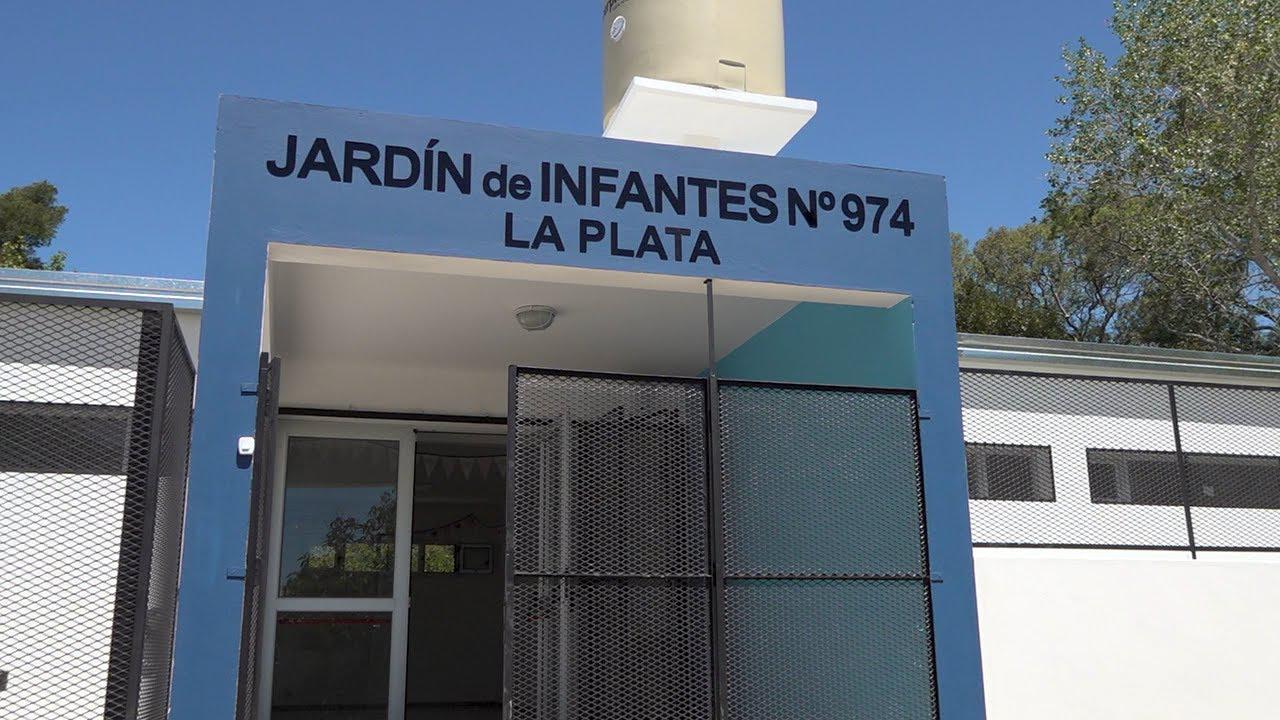 JARDÍN de INFANTES Nº 974
LA PLATA